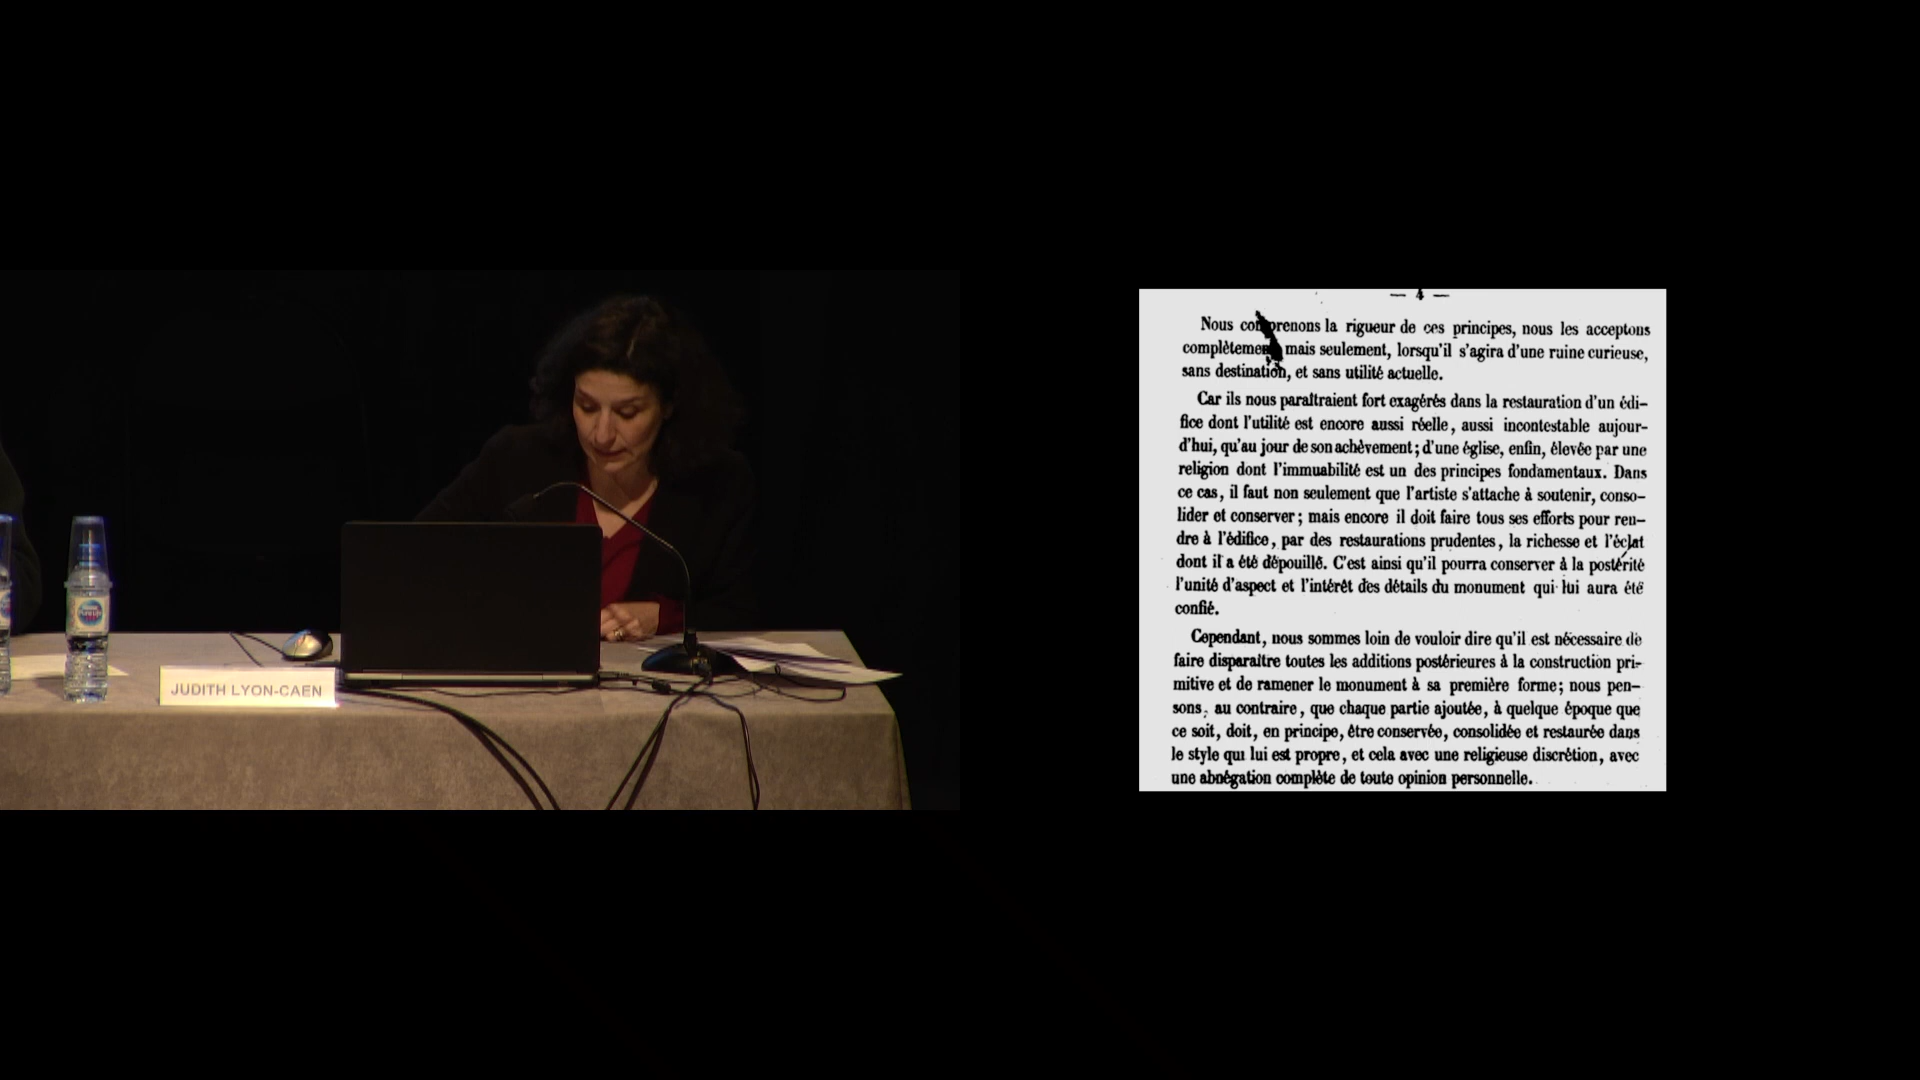 JUDITH LYON-CAEN
— 4 —
Nous comprenons la rigueur de ces principes, nous les acceptons
complètement mais seulement, lorsqu'il s'agira d'une ruine curieuse,
sans destination, et sans utilité actuelle.
Car ils nous paraîtraient fort exagérés dans la restauration d'un édi-
fice dont l'utilité est encore aussi réelle, aussi incontestable aujour-
d'hui, qu'au jour de son achèvement; d'une église, enfin, élevée par une
religion dont l'immuabilité est un des principes fondamentaux. Dans
ce cas, il faut non seulement que l'artiste s'attache à soutenir, conso-
lider et conserver; mais encore il doit faire tous ses efforts pour ren-
dre à l'édifice, par des restaurations prudentes, la richesse et l'éclat
dont il a été dépouillé. C'est ainsi qu'il pourra conserver à la postérité
l'unité d'aspect et l'intérêt des détails du monument qui lui aura été
confié.
Cependant, nous sommes loin de vouloir dire qu'il est nécessaire de
faire disparaître toutes les additions postérieures à la construction pri-
mitive et de ramener le monument à sa première forme; nous pen-
sons, au contraire, que chaque partie ajoutée, à quelque époque que
ce soit, doit, en principe, être conservée, consolidée et restaurée dans
le style qui lui est propre, et cela avec une religieuse discrétion, avec
une abnégation complète de toute opinion personnelle.